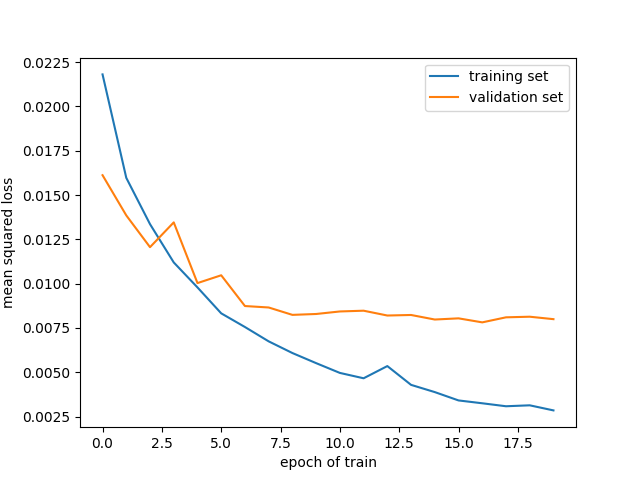 0.0225
0.0200
0.0175
0.0150
0.0125
0.0100
0.0075
0.0050
0.0025
mean squared loss
training set
validation set
0.0 2.5 5.0 7.5 10.0 12.5 15.0 17.5
epoch of train